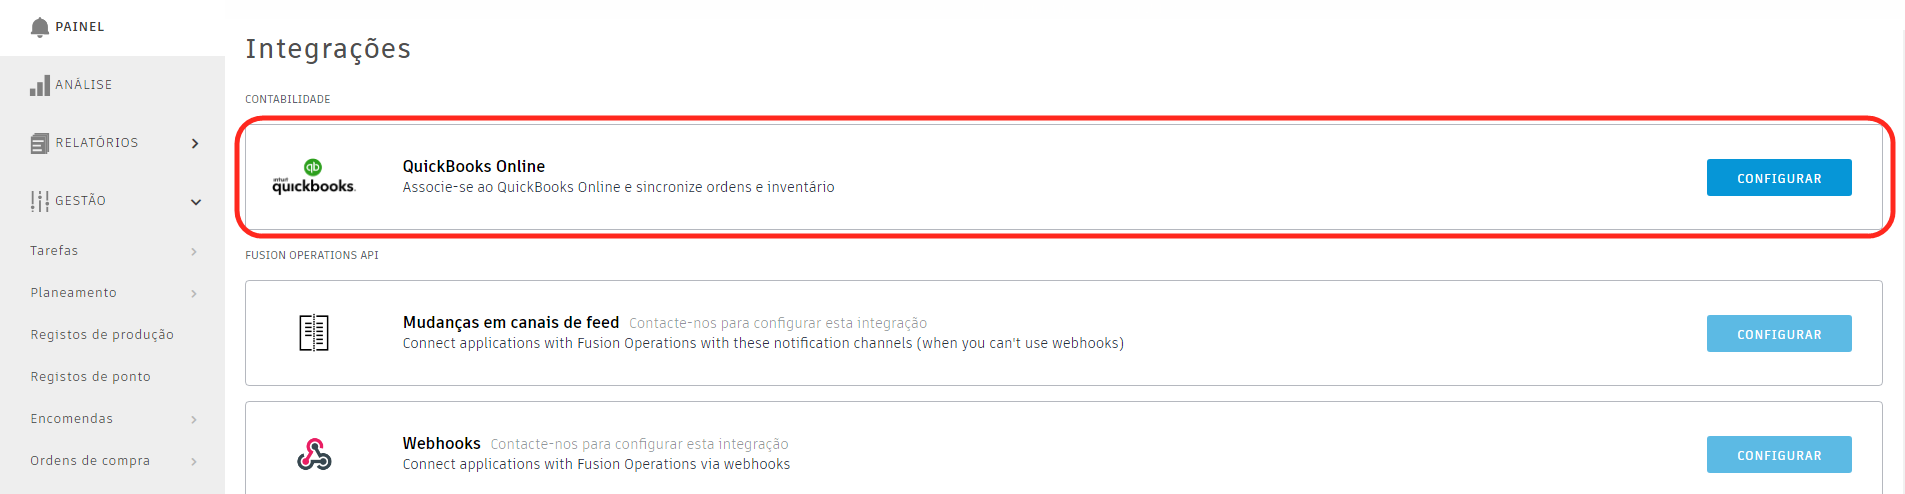 PAINEL
ANÁLISE
RELATÓRIOS
GESTÃO
Tarefas
Planeamento
Registos de produção
Registos de ponto
Encomendas
Ordens de compra
Integrações
CONTABILIDADE
intuit
qb
quickbooks.
QuickBooks Online
Associe-se ao QuickBooks Online e sincronize ordens e inventário
CONFIGURAR
FUSION OPERATIONS API
Mudanças em canais de feed Contacte-nos para configurar esta integração
Connect applications with Fusion Operations with these notification channels (when you can't use webhooks)
CONFIGURAR
Webhooks Contacte-nos para configurar esta integração
Connect applications with Fusion Operations via webhooks
CONFIGURAR